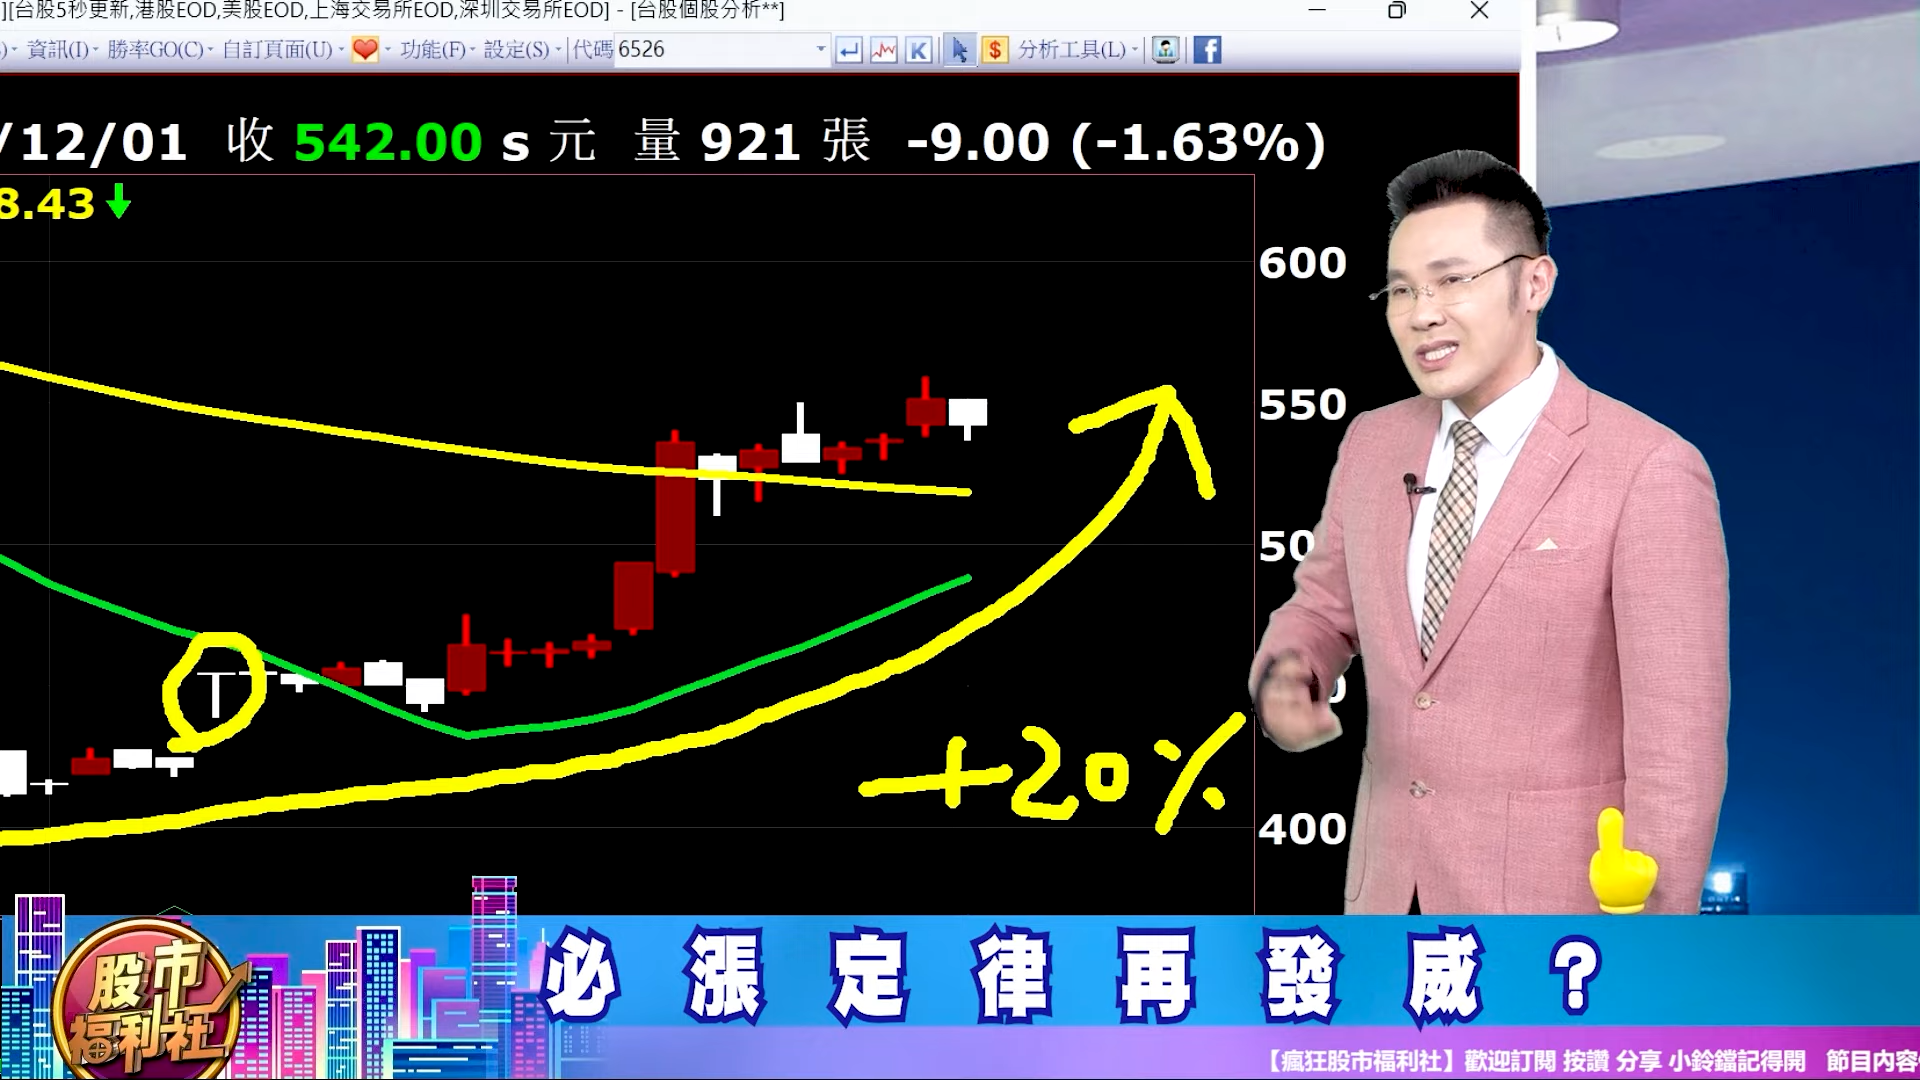 ][台股5秒更新,港股EOD,美股EOD,上海交易所EOD,深圳交易所EOD] - [台股個股分析**]
)· 資訊(I)· 勝率GO(C)· 自訂頁面(U)· 功能(F)· 設定(S)· 代碼 6526 K $ 分析工具(L)· f
/12/01 收 542.00 s 元 量 921 張 -9.00 (-1.63%)
8.43
600
550
50
400
+20%
股市
福利社
必漲定律再發威?
【瘋狂股市福利社】歡迎訂閱 按讚 分享 小鈴鐺記得開 節目內容